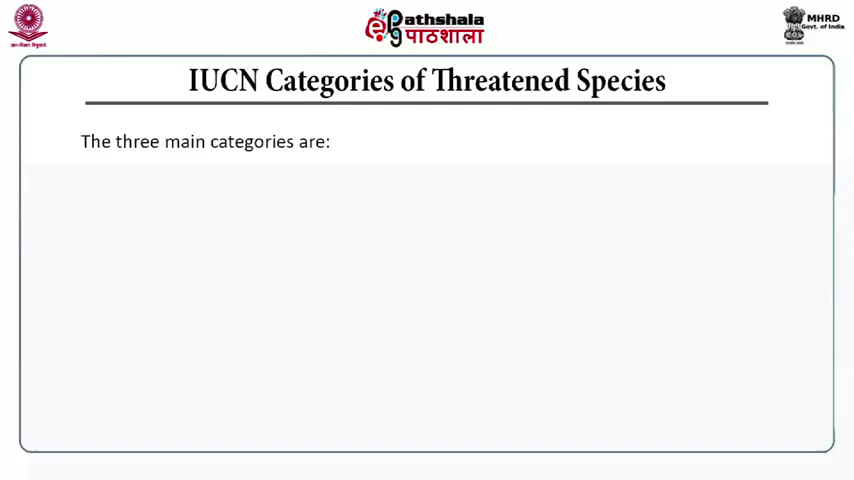 ePathshala
पाठशाला
MHRD
Govt. of India
IUCN Categories of Threatened Species
The three main categories are: